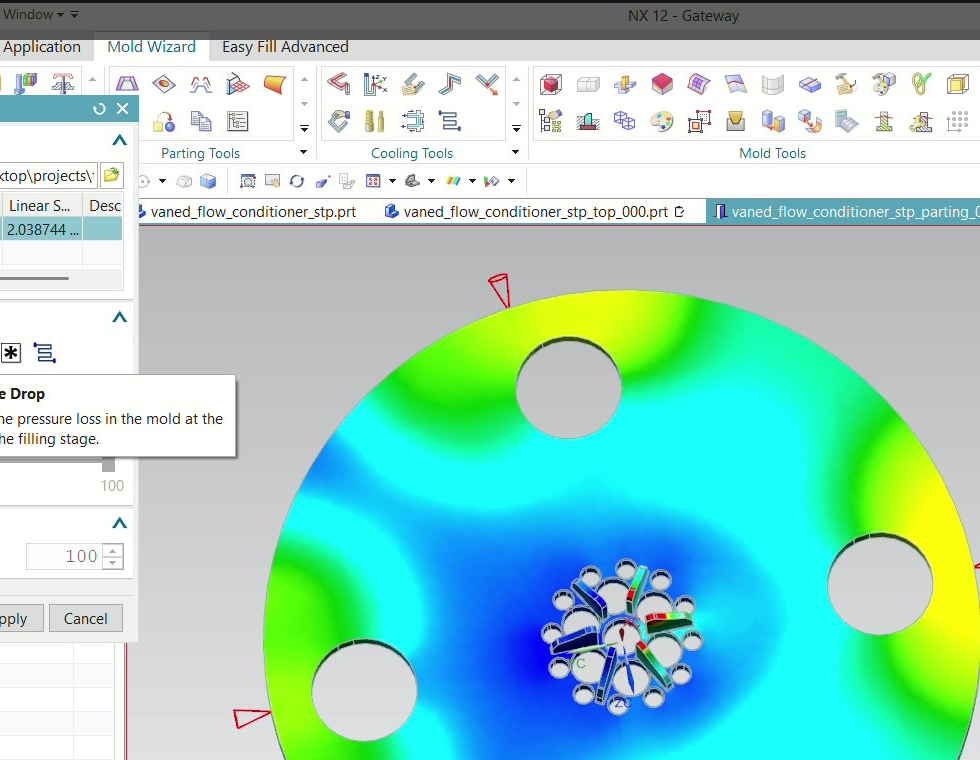 Window
NX 12 - Gateway
Application
Mold Wizard
Easy Fill Advanced
Parting Tools
Cooling Tools
Mold Tools
ktop\projects\
Linear S...
Desc
2.038744 ...
vaned_flow_conditioner_stp.prt
vaned_flow_conditioner_stp_top_000.prt
vaned_flow_conditioner_stp_parting_0
e Drop
he pressure loss in the mold at the
he filling stage.
100
100
pply
Cancel
C